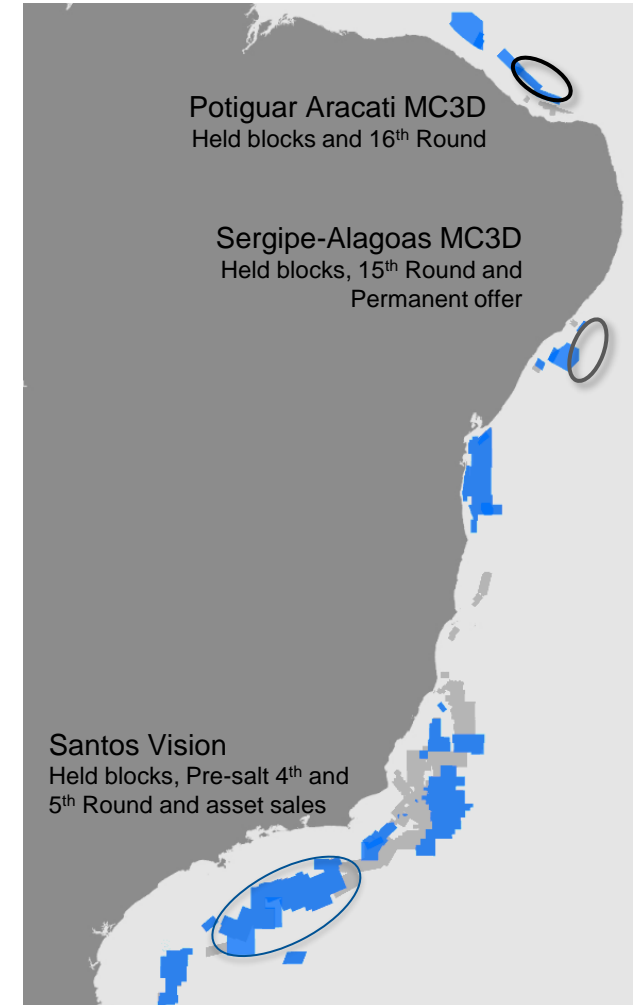 Potiguar Aracati MC3D
Held blocks and 16th Round
Sergipe-Alagoas MC3D
Held blocks, 15th Round and
Permanent offer
Santos Vision
Held blocks, Pre-salt 4th and
5th Round and asset sales